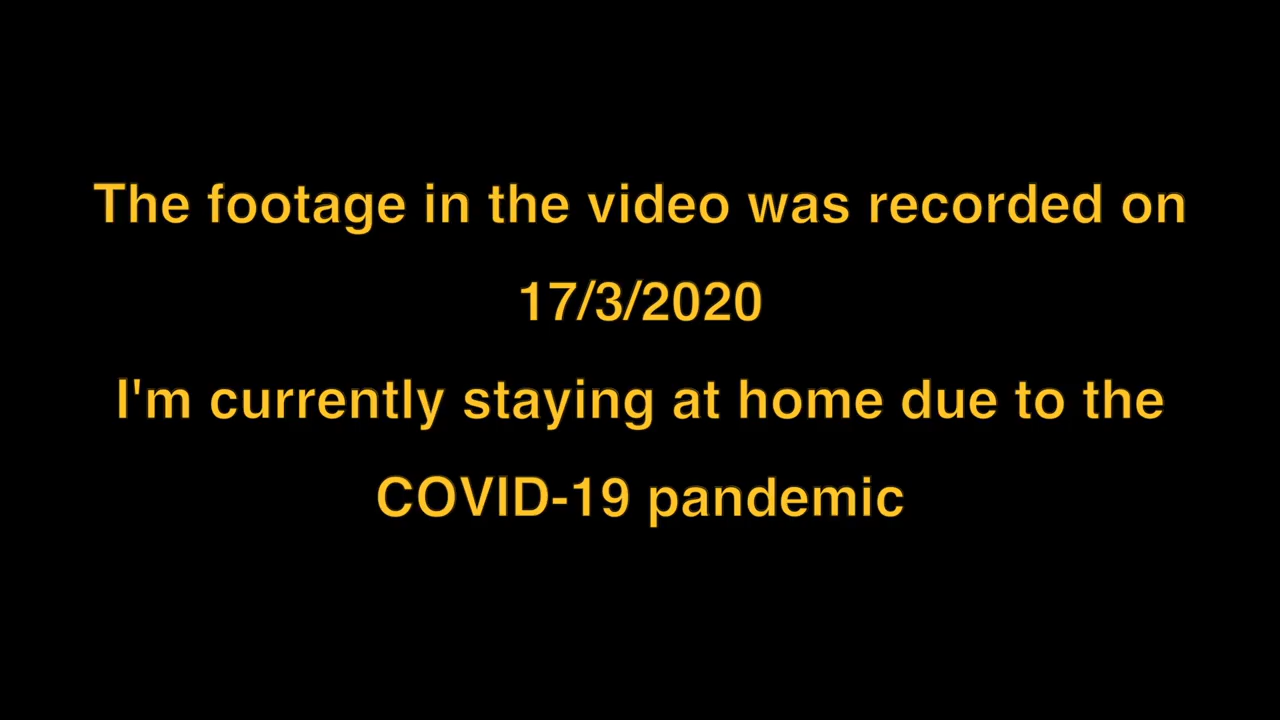 The footage in the video was recorded on
17/3/2020
I'm currently staying at home due to the
COVID-19 pandemic